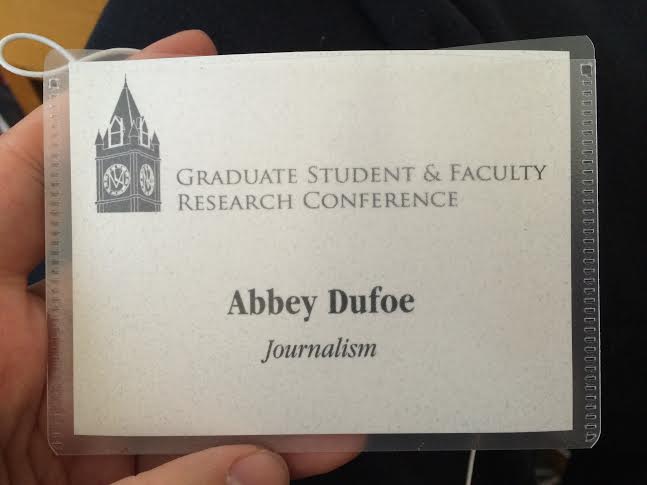 GRADUATE STUDENT & FACULTY
RESEARCH CONFERENCE
Abbey Dufoe
Journalism